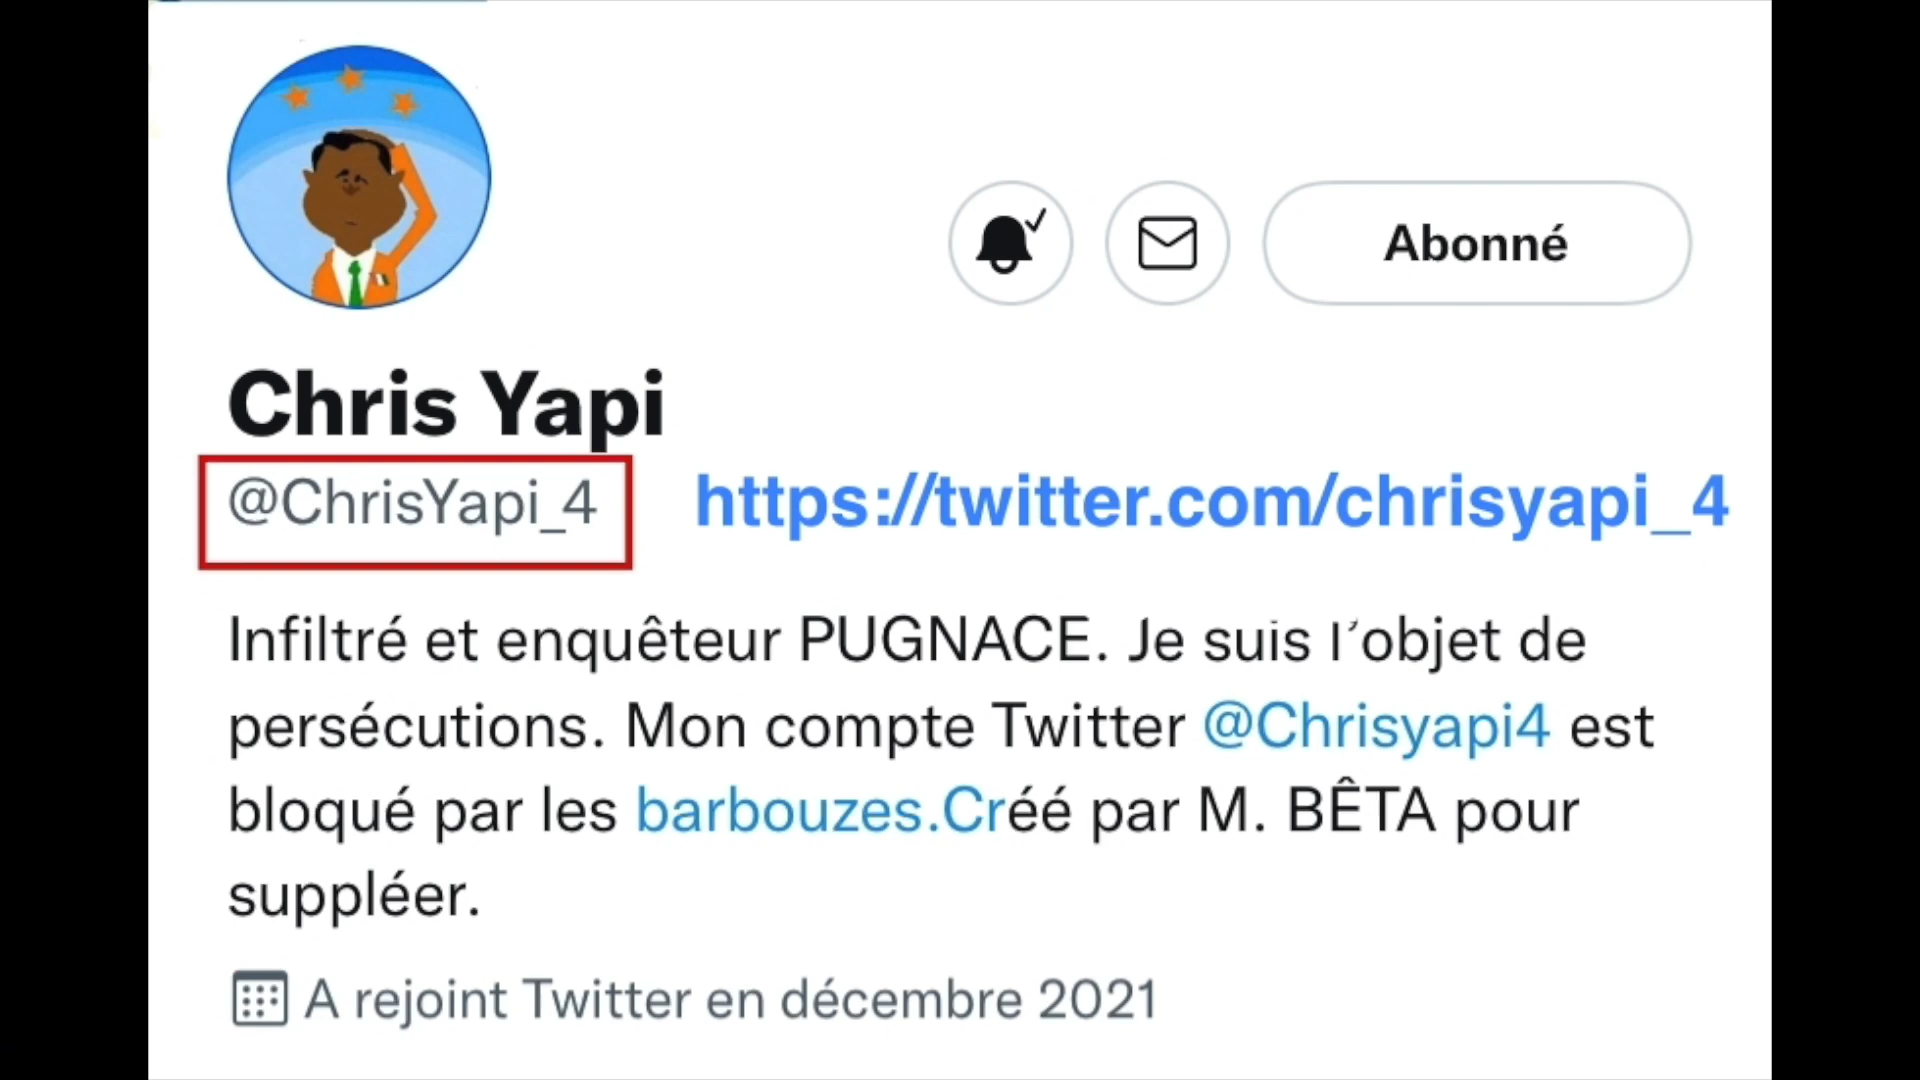 Abonné
Chris Yapi
@ChrisYapi_4 https://twitter.com/chrisyapi_4
Infiltré et enquêteur PUGNACE. Je suis l’objet de
persécutions. Mon compte Twitter @Chrisyapi4 est
bloqué par les barbouzes.Créé par M. BÊTA pour
suppléer.
A rejoint Twitter en décembre 2021